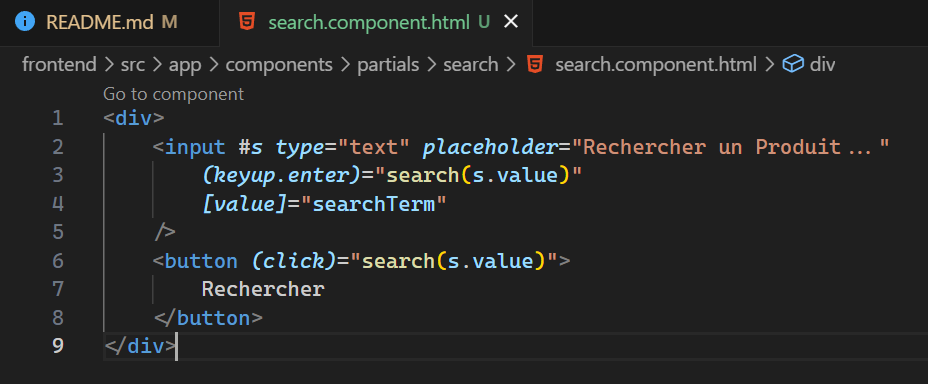 README.md M search.component.html U
frontend > src > app > components > partials > search > search.component.html > div
Go to component
1 <div>
2 <input #s type="text" placeholder="Rechercher un Produit..."
3 (keyup.enter)="search(s.value)"
4 [value]="searchTerm"
5 />
6 <button (click)="search(s.value)">
7 Rechercher
8 </button>
9 </div>